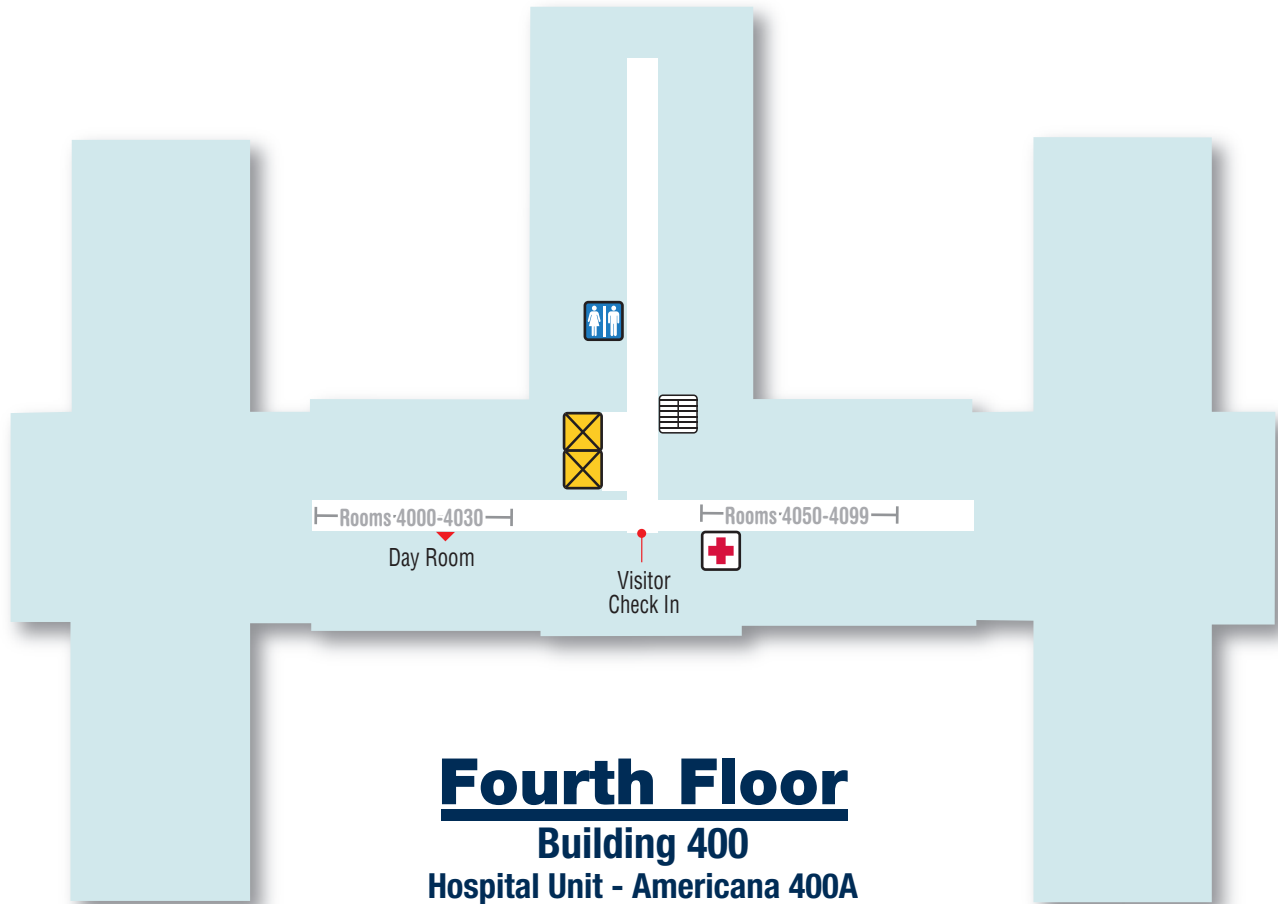 Rooms 4000-4030
Rooms 4050-4099
Day Room
Visitor
Check In
Fourth Floor
Building 400
Hospital Unit - Americana 400A